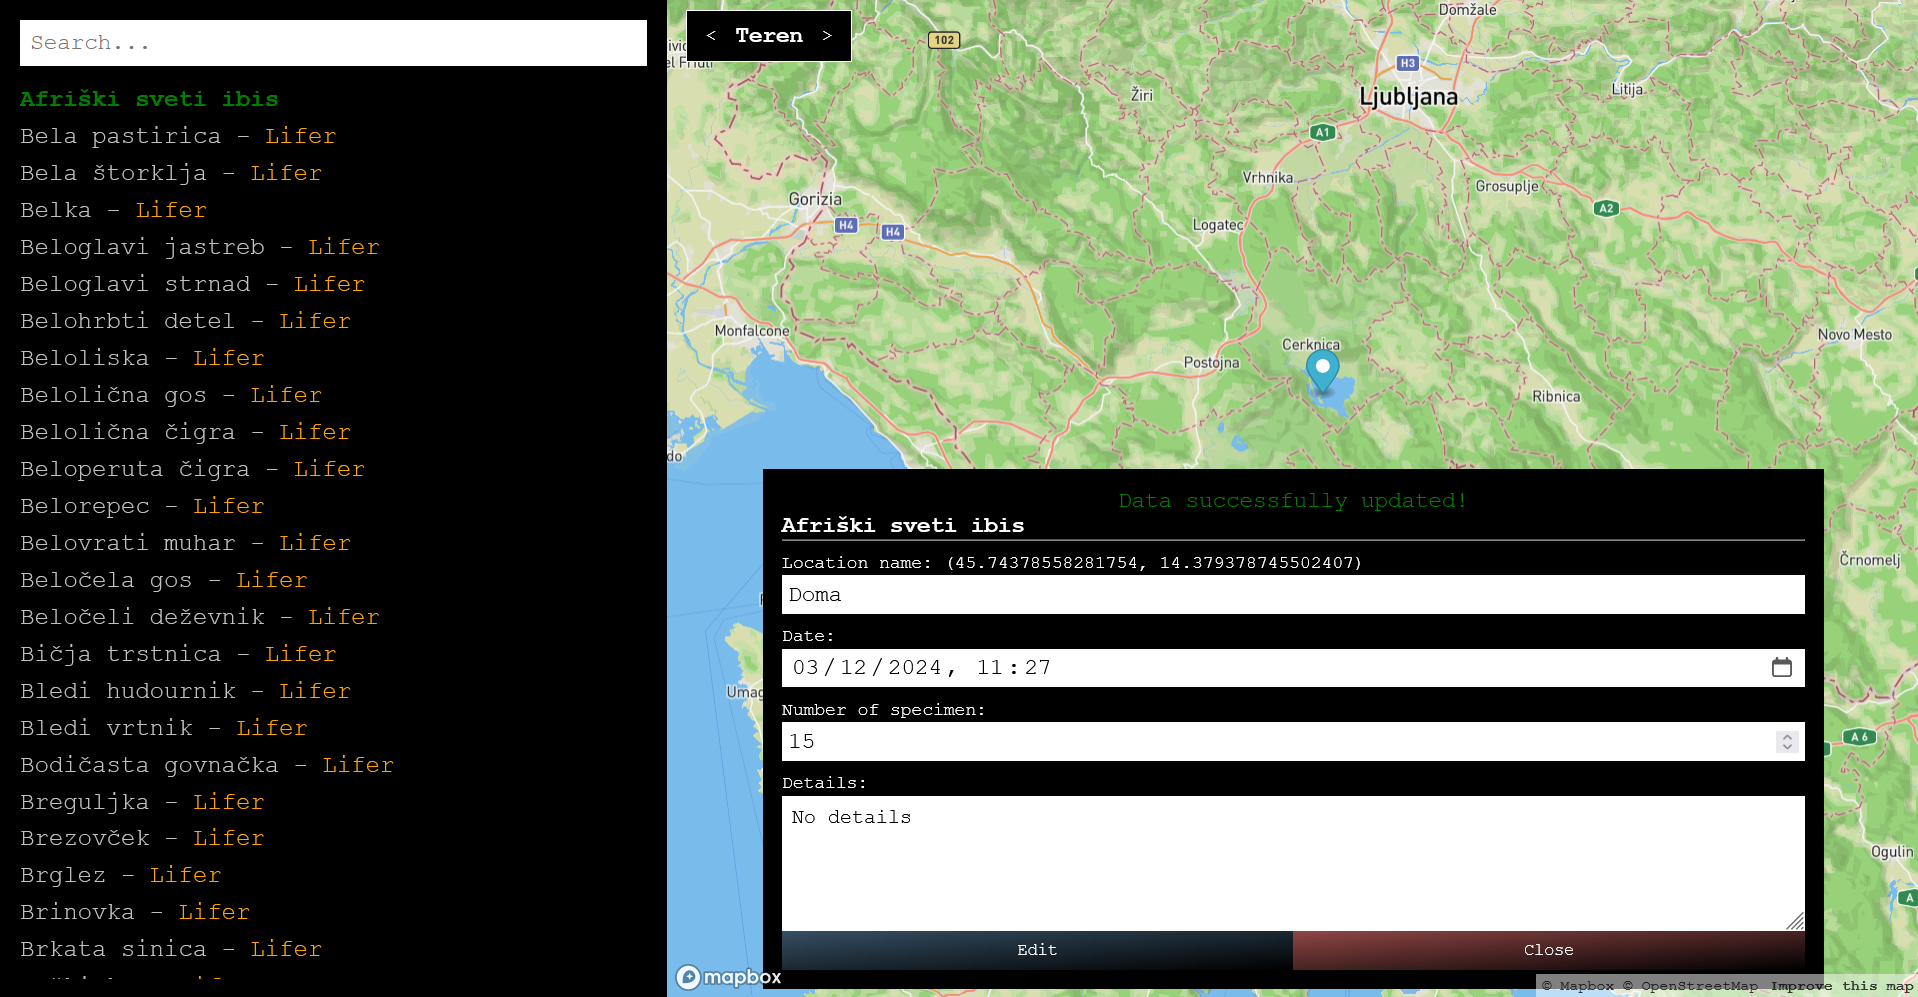 Search...
Afriški sveti ibis
Bela pastirica - Lifer
Bela štorklja - Lifer
Belka - Lifer
Beloglavi jastreb - Lifer
Beloglavi strnad - Lifer
Belohrbti detel - Lifer
Beloliska - Lifer
Belolična gos - Lifer
Belolična čigra - Lifer
Beloperuta čigra - Lifer
Belorepec - Lifer
Belovrati muhar - Lifer
Beločela gos - Lifer
Beločeli deževnik - Lifer
Bičja trstnica - Lifer
Bledi hudournik - Lifer
Bledi vrtnik - Lifer
Bodičasta govnačka - Lifer
Breguljka - Lifer
Brezovček - Lifer
Brglez - Lifer
Brinovka - Lifer
Brkata sinica - Lifer
< Teren >
102
Domžale
H3
Ljubljana
Žiri
Litija
A1
Vrhnika
Grosuplje
A2
Gorizia
H4
H4
Logatec
Monfalcone
Cerknica
Postojna
Novo Mesto
Ribnica
Črnomelj
Umag
A6
Ogulin
A
Data successfully updated!
Afriški sveti ibis
Location name: (45.74378558281754, 14.379378745502407)
Doma
Date:
03/12/2024, 11:27
Number of specimen:
15
Details:
No details
Edit
Close
mapbox
© Mapbox © OpenStreetMap Improve this map